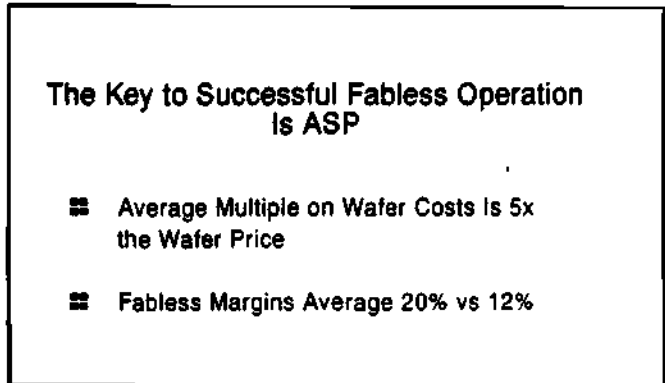 The Key to Successful Fabless Operation
Is ASP
Average Multiple on Wafer Costs Is 5x
the Wafer Price
Fabless Margins Average 20% vs 12%